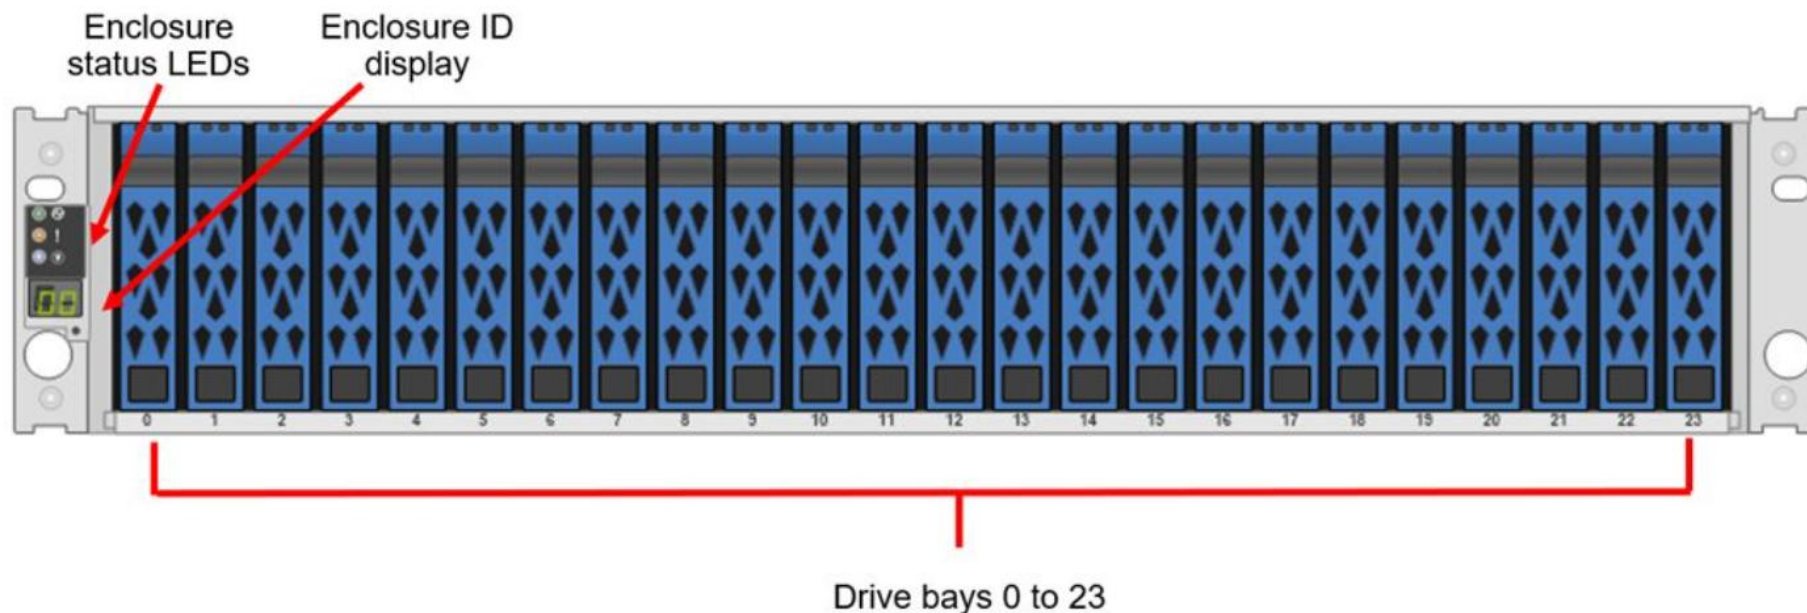 Enclosure
status LEDs
Enclosure ID
display
!
00
0 1 2 3 4 5 6 7 8 9 10 11 12 13 14 15 16 17 18 19 20 21 22 23
Drive bays 0 to 23